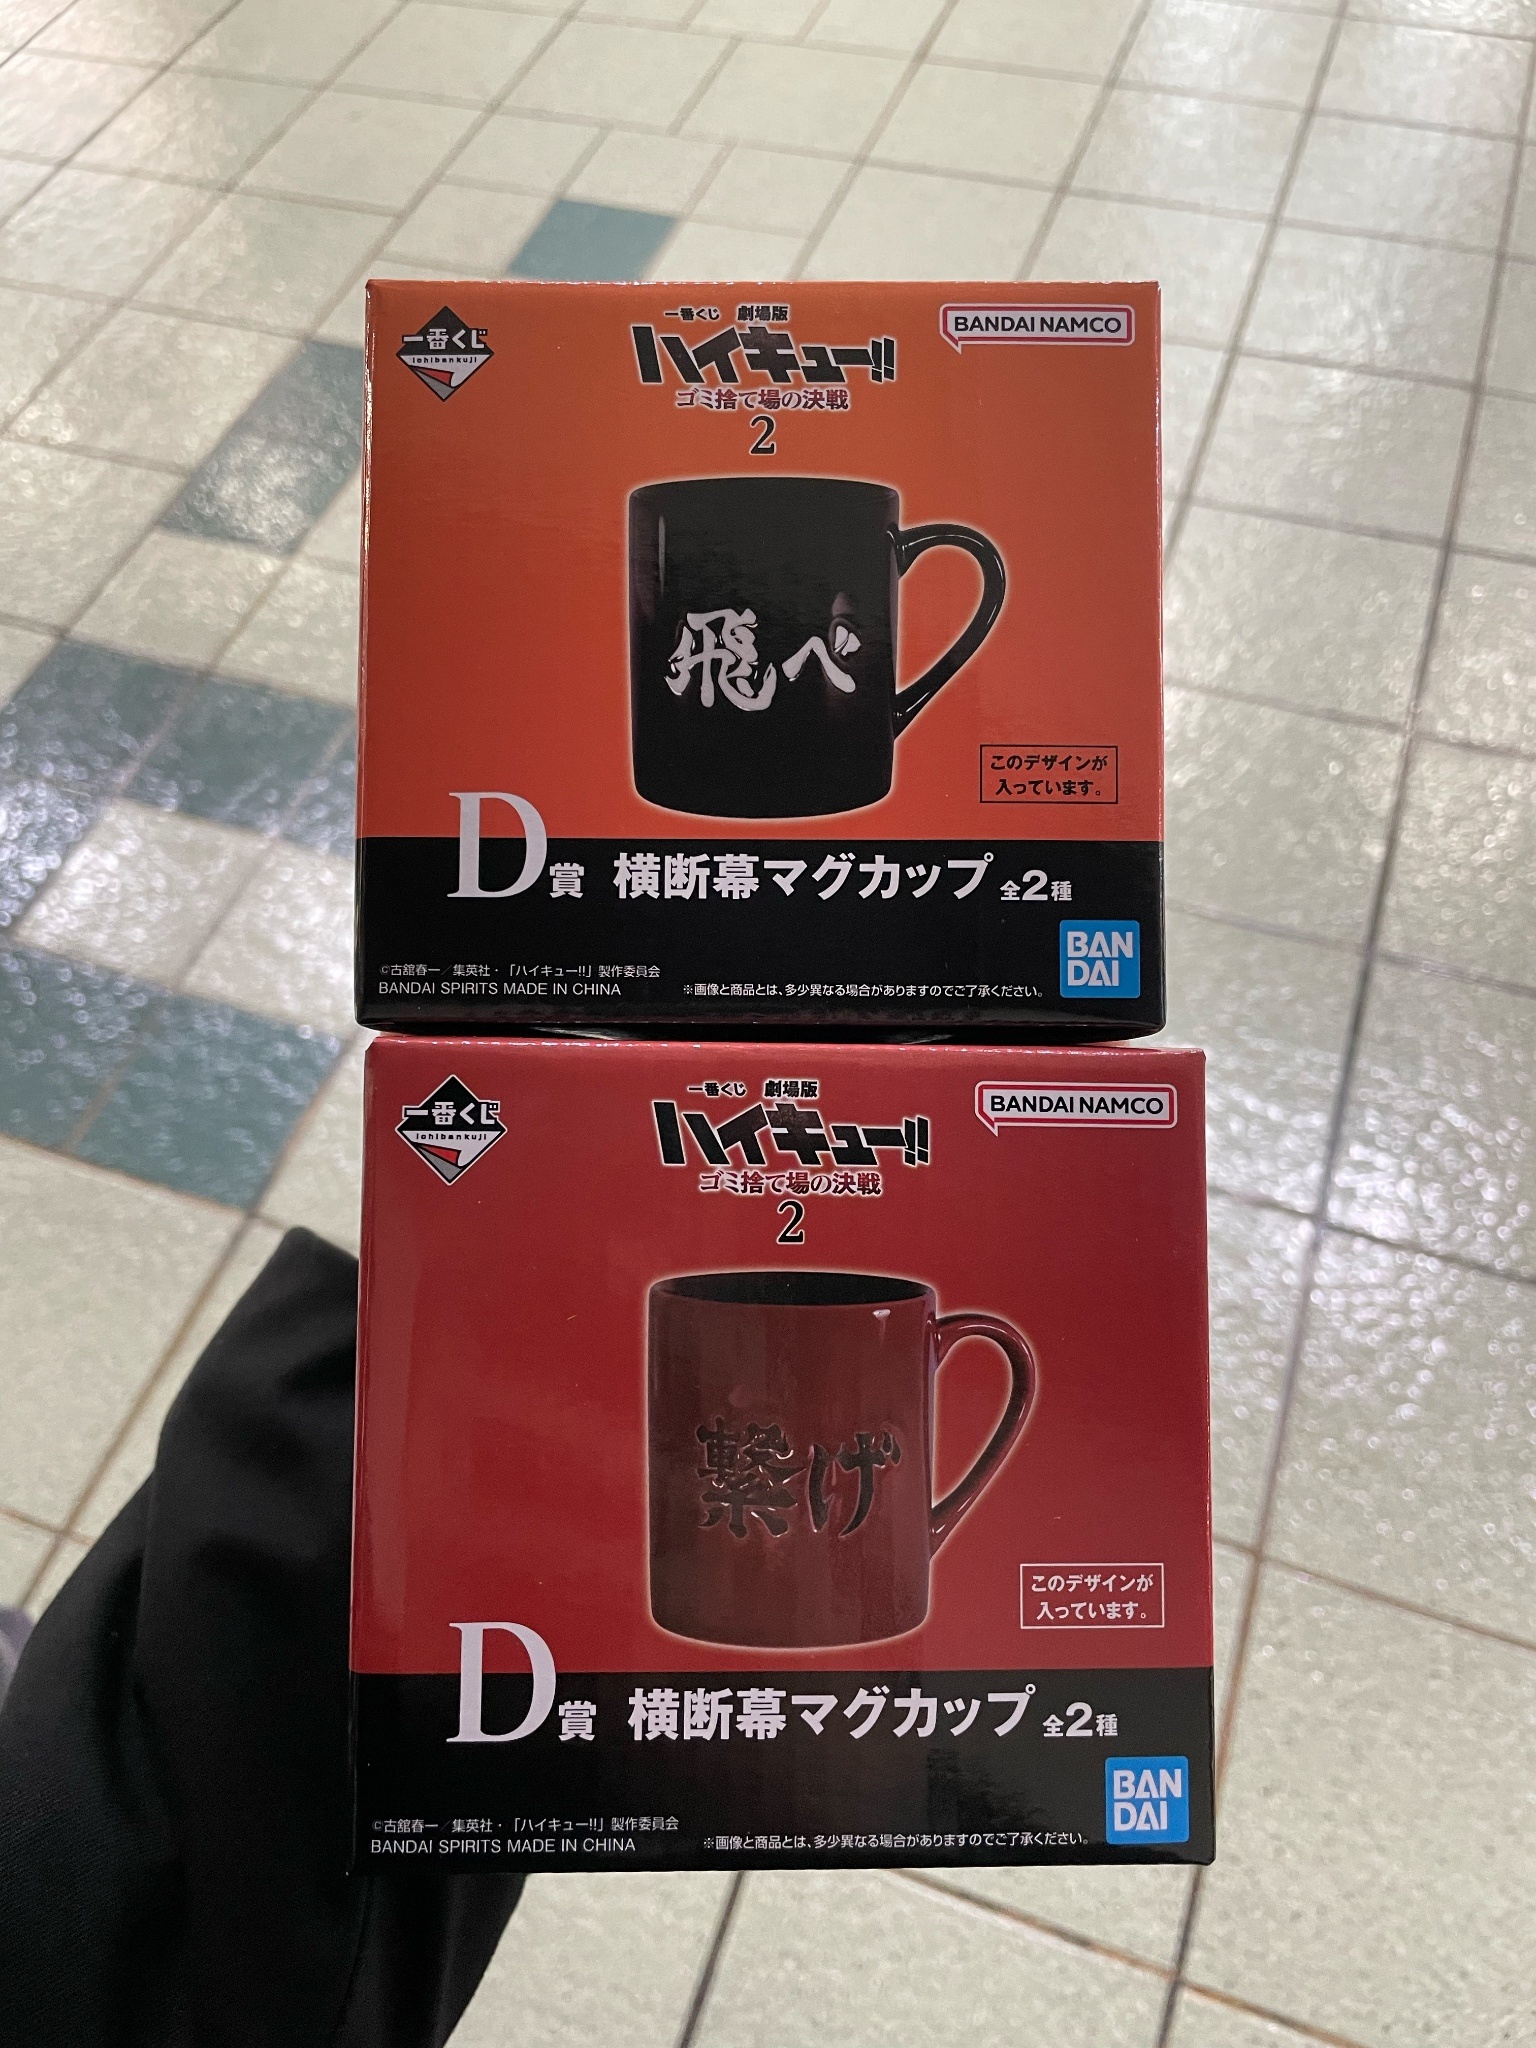 一番くじ
ichibankuji
一番くじ 劇場版
ハイキュー!!
ゴミ捨て場の決戦
2
BANDAI NAMCO
飛べ
このデザインが
入っています。
D賞 横断幕マグカップ 全2種
BAN
DAI
©古舘春一/集英社・「ハイキュー!!」製作委員会
BANDAI SPIRITS MADE IN CHINA
※画像と商品とは、多少異なる場合がありますのでご了承ください。
一番くじ
ichibankuji
一番くじ 劇場版
ハイキュー!!
ゴミ捨て場の決戦
2
BANDAI NAMCO
繋げ
このデザインが
入っています。
D賞 横断幕マグカップ 全2種
BAN
DAI
©古舘春一/集英社・「ハイキュー!!」製作委員会
BANDAI SPIRITS MADE IN CHINA
※画像と商品とは、多少異なる場合がありますのでご了承ください。